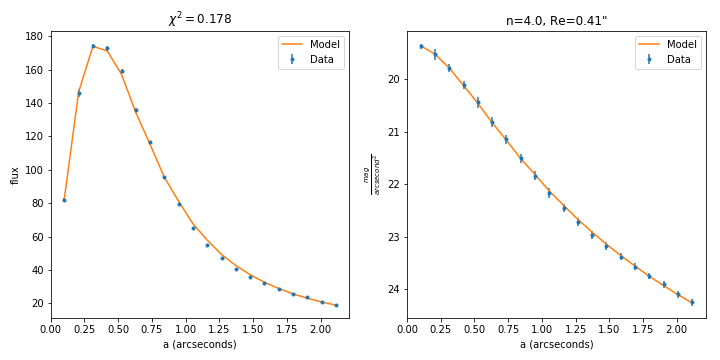 χ² = 0.178
Model
Data
flux
180
160
140
120
100
80
60
40
20
0.00 0.25 0.50 0.75 1.00 1.25 1.50 1.75 2.00
a (arcseconds)
n=4.0, Re=0.41"
Model
Data
mag/arcsecond²
20
21
22
23
24
0.00 0.25 0.50 0.75 1.00 1.25 1.50 1.75 2.00
a (arcseconds)